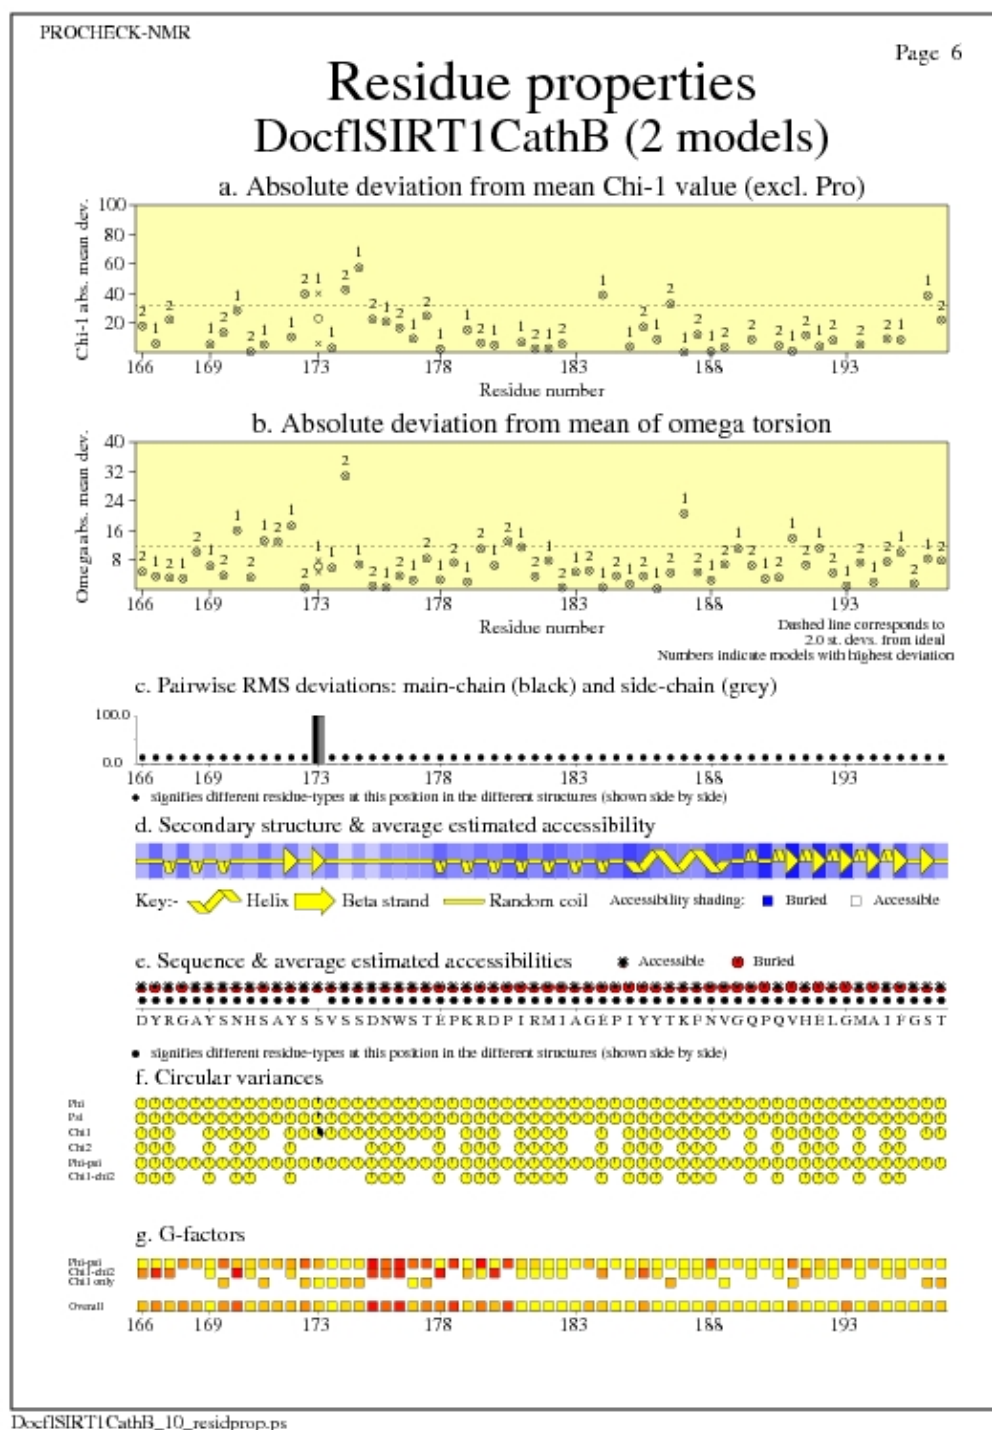 PROCHECK-NMR
Page 6
Residue properties
DocflSIRT1CathB (2 models)
a. Absolute deviation from mean Chi-1 value (excl. Pro)
Chi-1 abs. mean dev.
100
80
60
40
20
166 169 173 178 183 188 193
Residue number
b. Absolute deviation from mean of omega torsion
Omega abs. mean dev.
40
32
24
16
8
166 169 173 178 183 188 193
Residue number
Dashed line corresponds to
2.0 st. devs. from ideal
Numbers indicate models with highest deviation
c. Pairwise RMS deviations: main-chain (black) and side-chain (grey)
100.0
0.0
166 169 173 178 183 188 193
signifies different residue-types at this position in the different structures (shown side by side)
d. Secondary structure & average estimated accessibility
Key:- Helix Beta strand Random coil Accessibility shading: Buried Accessible
e. Sequence & average estimated accessibilities Accessible Buried
D Y R G A Y S N H S A Y S S V S S D N W S T E P K R D P I R M I A G E P I Y Y T K P N V G Q P Q V H E L G M A I F G S T
signifies different residue-types at this position in the different structures (shown side by side)
f. Circular variances
Phi
Psi
Chi1
Chi2
Phi-psi
Chi1-chi2
g. G-factors
Phi-psi
Chi1-chi2
Chi1 only
Overall
166 169 173 178 183 188 193
DocflSIRT1CathB_10_residprop.ps